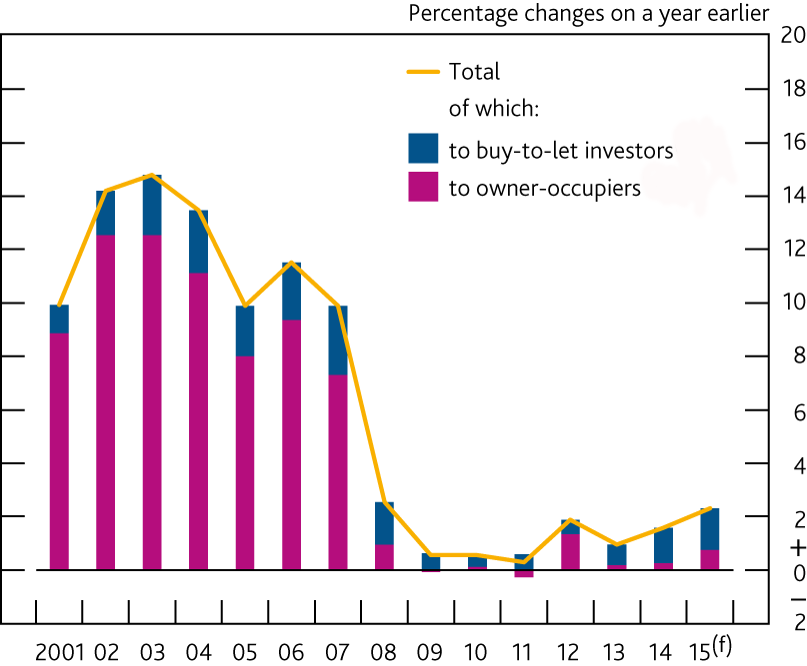 Percentage changes on a year earlier
Total
of which:
to buy-to-let investors
to owner-occupiers
20
18
16
14
12
10
8
6
4
2
+
0
–
2
2001 02 03 04 05 06 07 08 09 10 11 12 13 14 15(f)